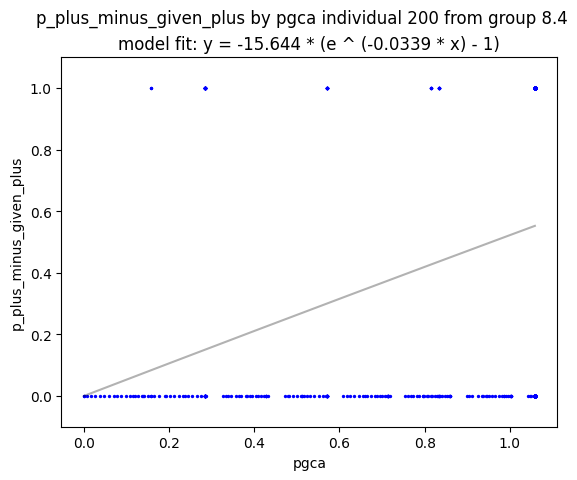 p_plus_minus_given_plus by pgca individual 200 from group 8.4
model fit: y = -15.644 * (e ^ (-0.0339 * x) - 1)
1.0
0.8
0.6
0.4
0.2
0.0
p_plus_minus_given_plus
0.0 0.2 0.4 0.6 0.8 1.0
pgca